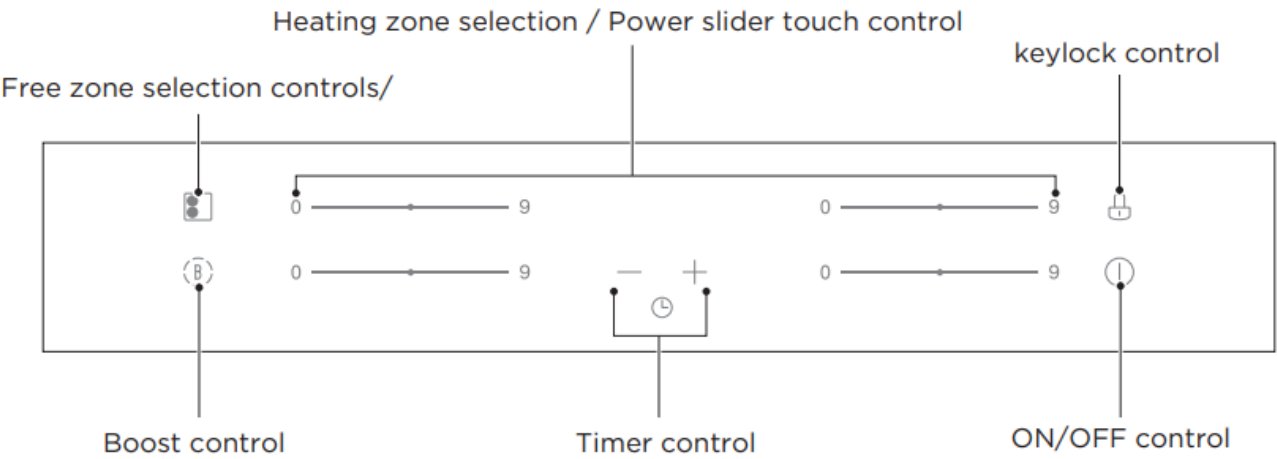 Heating zone selection / Power slider touch control
keylock control
Free zone selection controls/
0 9 0 9
B 0 9 0 9
Boost control
Timer control
ON/OFF control